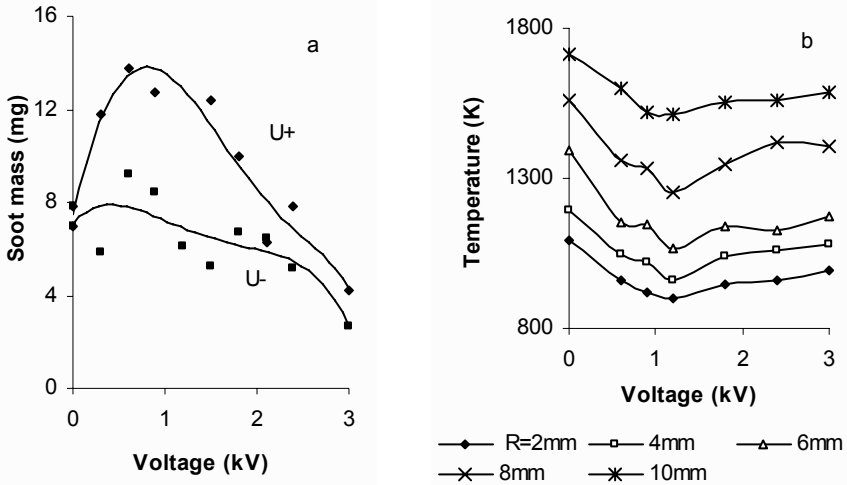 16
12
8
4
0
0 1 2 3
Soot mass (mg)
Voltage (kV)
a
U+
U-
1800
1300
800
0 1 2 3
Temperature (K)
Voltage (kV)
b
R=2mm 4mm 6mm
8mm 10mm